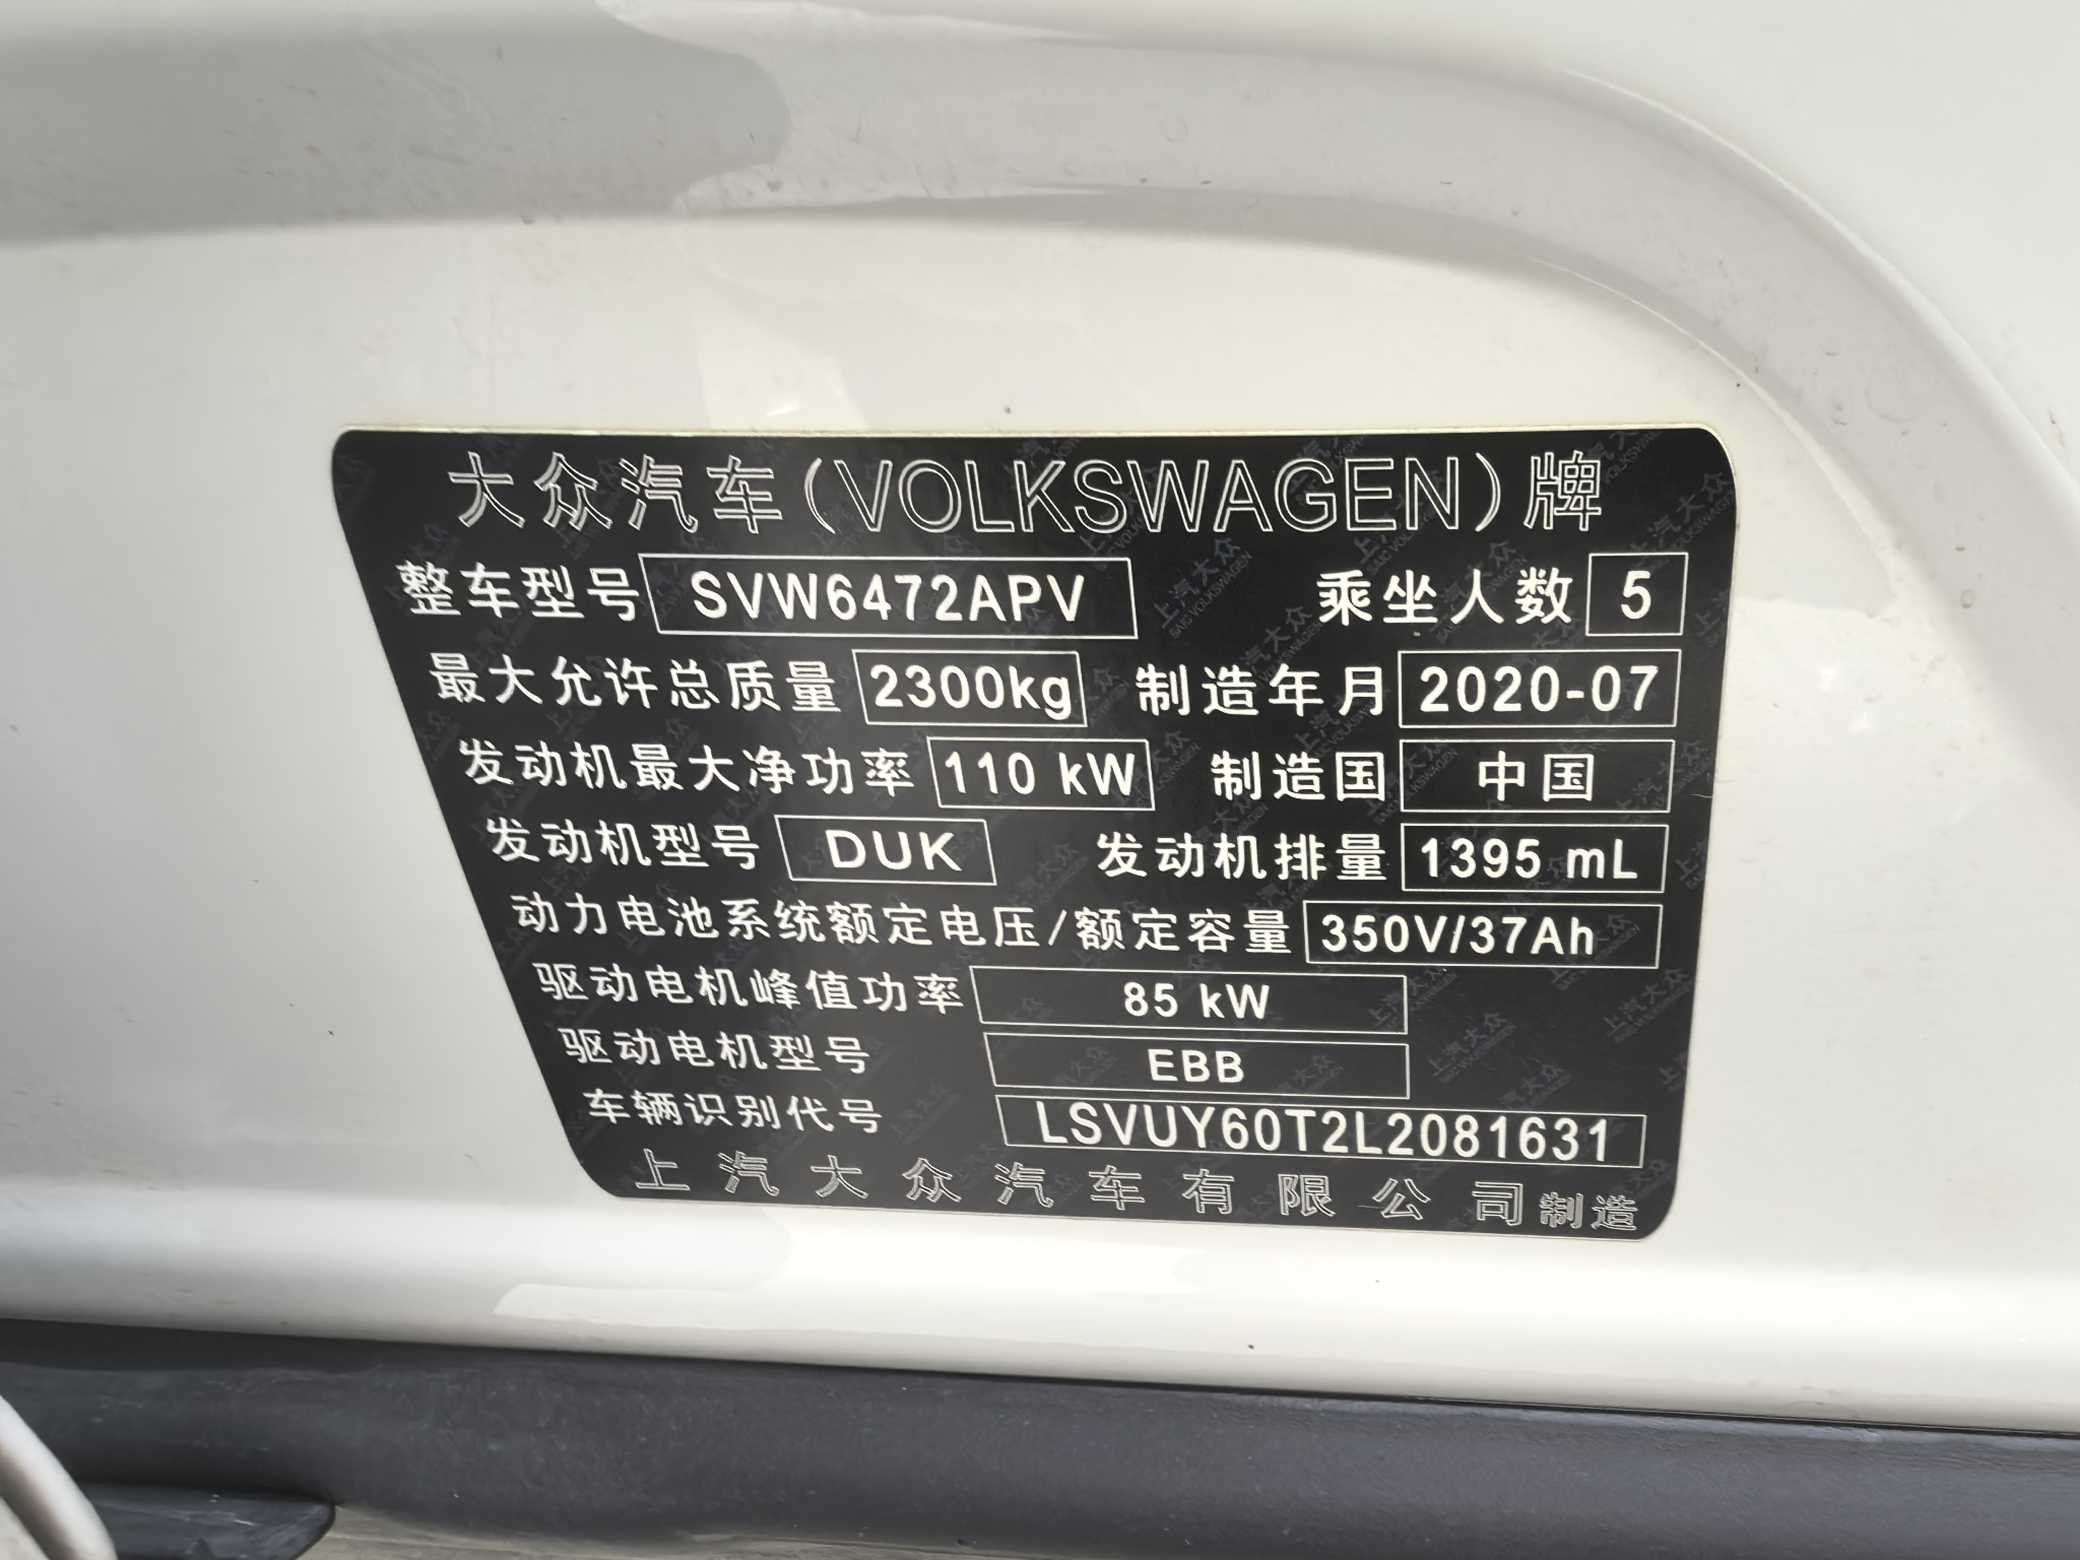 大众汽车(VOLKSWAGEN)牌
整车型号 SVW6472APV 乘坐人数 5
最大允许总质量 2300kg 制造年月 2020-07
发动机最大净功率 110 kW 制造国 中国
发动机型号 DUK 发动机排量 1395 mL
动力电池系统额定电压/额定容量 350V/37Ah
驱动电机峰值功率 85 kW
驱动电机型号 EBB
车辆识别代号 LSVUY60T2L2081631
上汽大众汽车有限公司制造